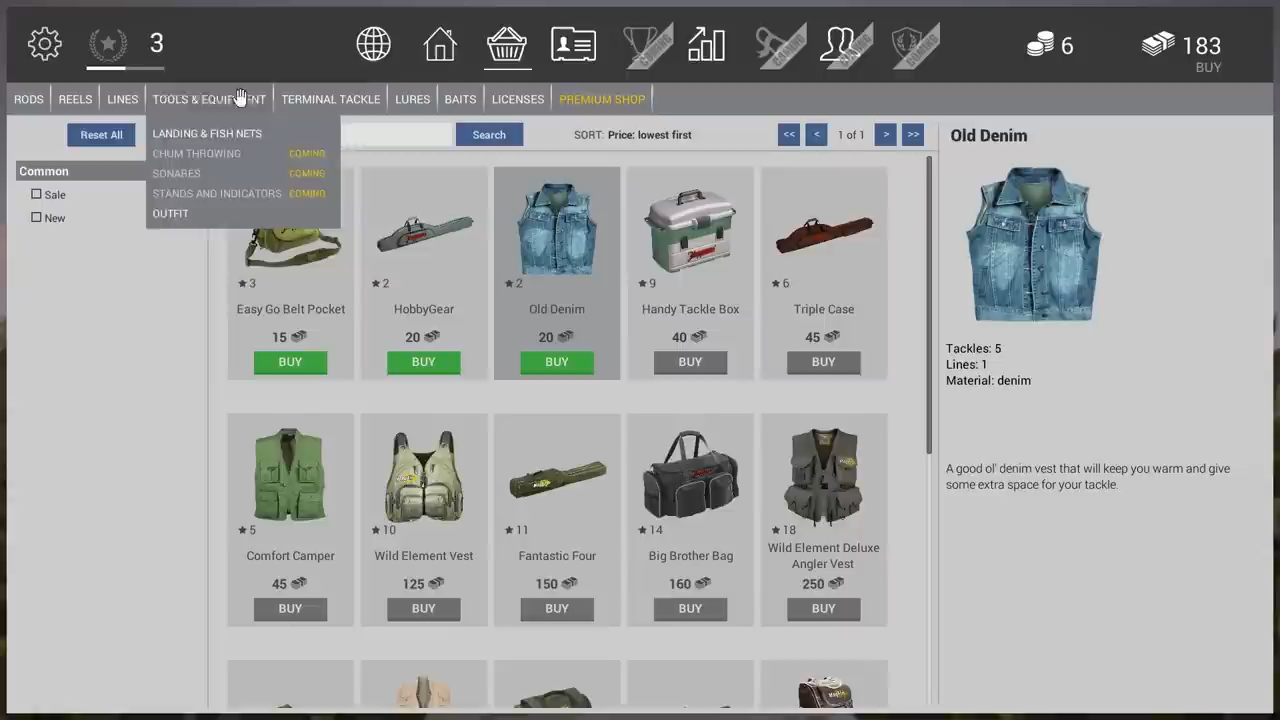 3
COMING
COMING
COMING
COMING
6
183
BUY
RODS
REELS
LINES
TOOLS & EQUIPMENT
TERMINAL TACKLE
LURES
BAITS
LICENSES
PREMIUM SHOP
LANDING & FISH NETS
CHUM THROWING COMING
SONARES COMING
STANDS AND INDICATORS COMING
OUTFIT
Reset All
Search
SORT: Price: lowest first
<< < 1 of 1 > >>
Common
Sale
New
3
Easy Go Belt Pocket
15
BUY
2
HobbyGear
20
BUY
2
Old Denim
20
BUY
9
Handy Tackle Box
40
BUY
6
Triple Case
45
BUY
5
Comfort Camper
45
BUY
10
Wild Element Vest
125
BUY
11
Fantastic Four
150
BUY
14
Big Brother Bag
160
BUY
18
Wild Element Deluxe
Angler Vest
250
BUY
Old Denim
Tackles: 5
Lines: 1
Material: denim
A good ol' denim vest that will keep you warm and give
some extra space for your tackle.